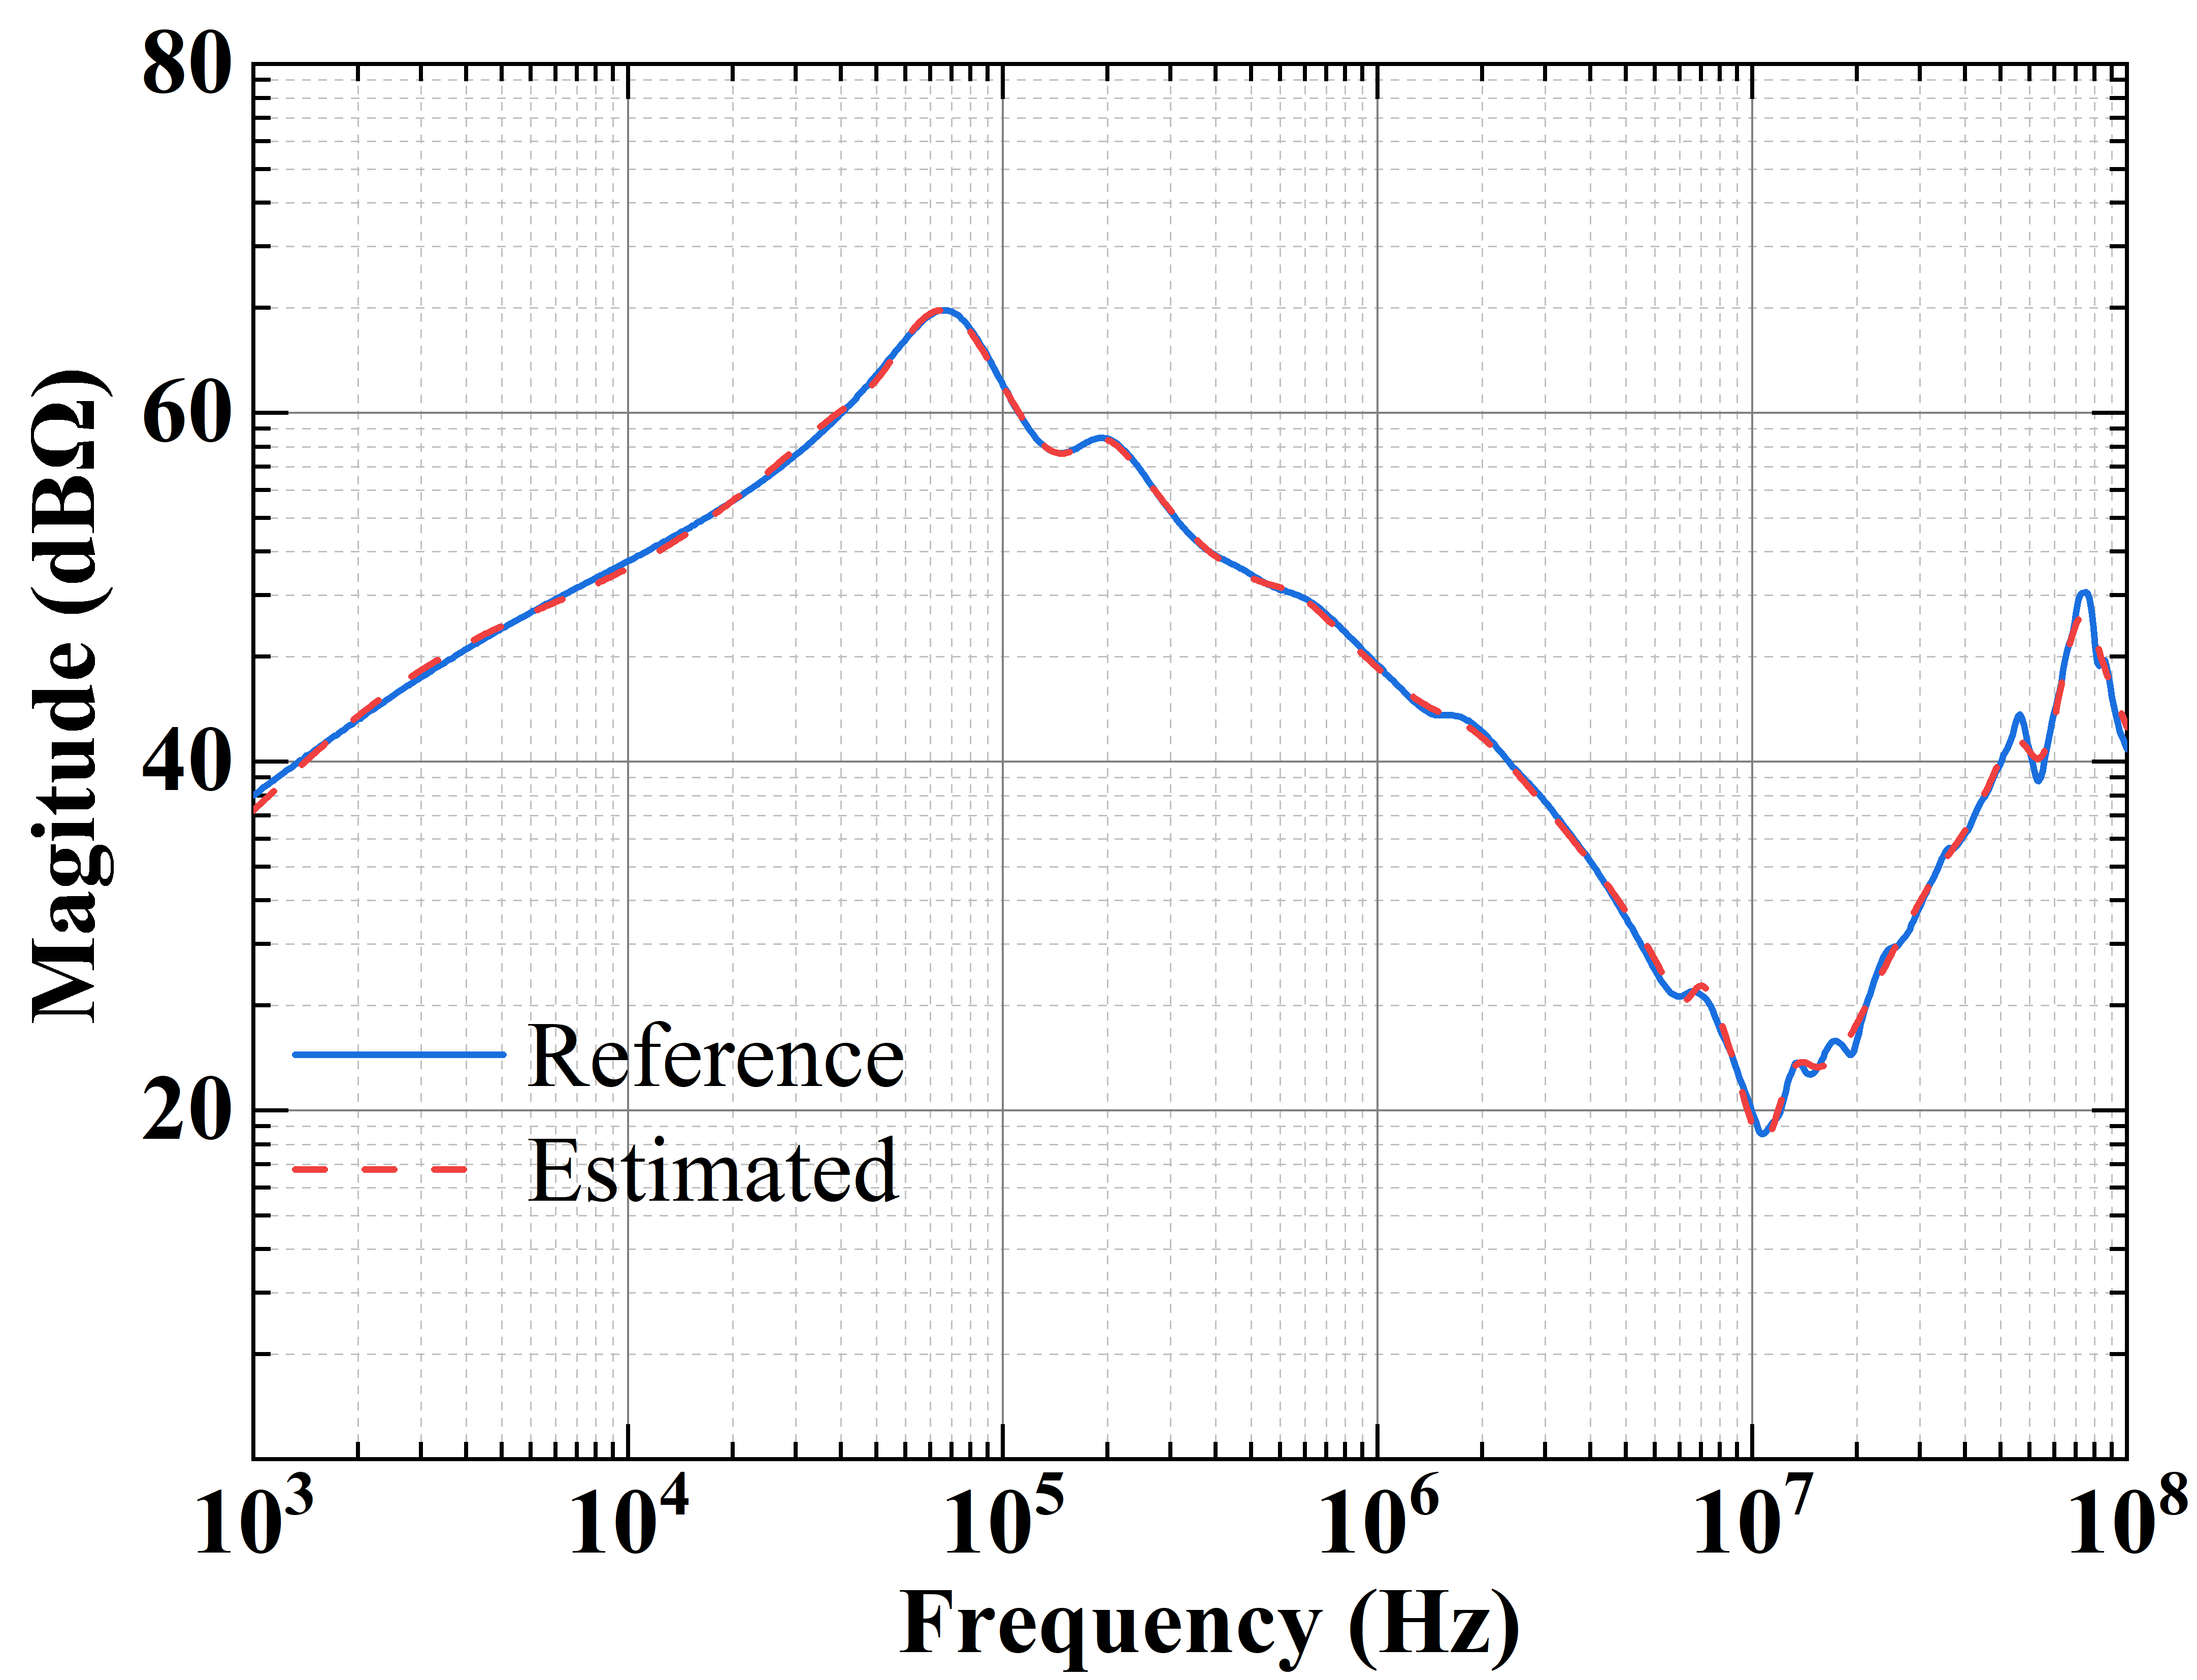 80
60
40
20
Magitude (dBΩ)
Reference
Estimated
10³ 10⁴ 10⁵ 10⁶ 10⁷ 10⁸
Frequency (Hz)